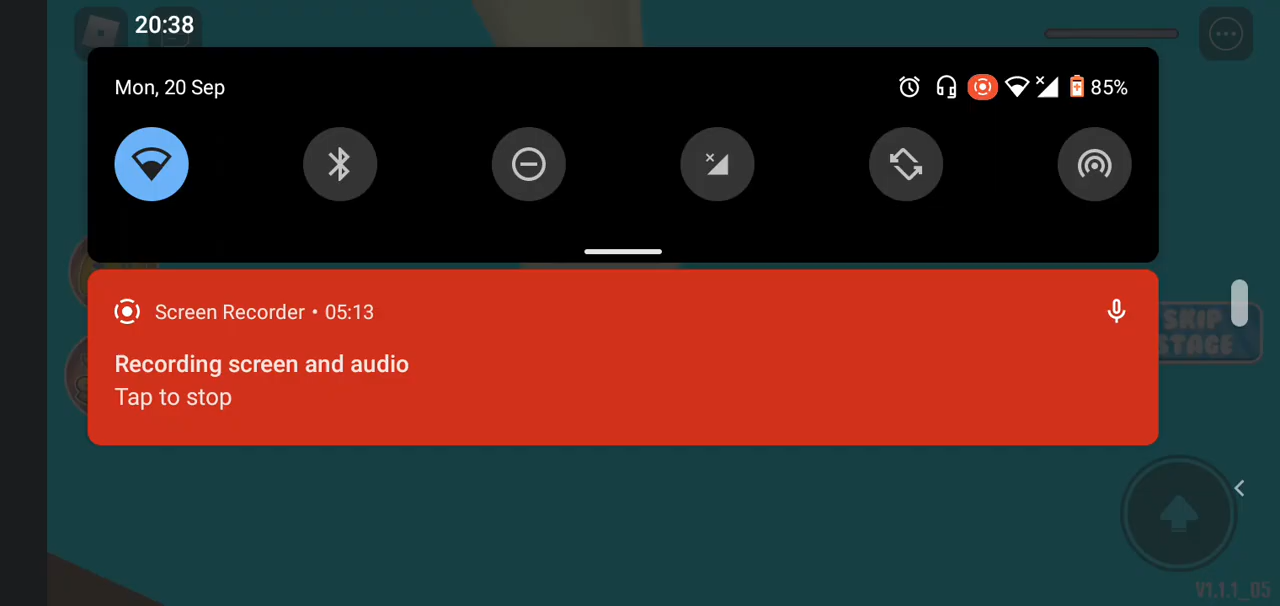 20:38
Mon, 20 Sep
85%
Screen Recorder • 05:13
Recording screen and audio
Tap to stop
SKIP
STAGE
V1.1.1_05